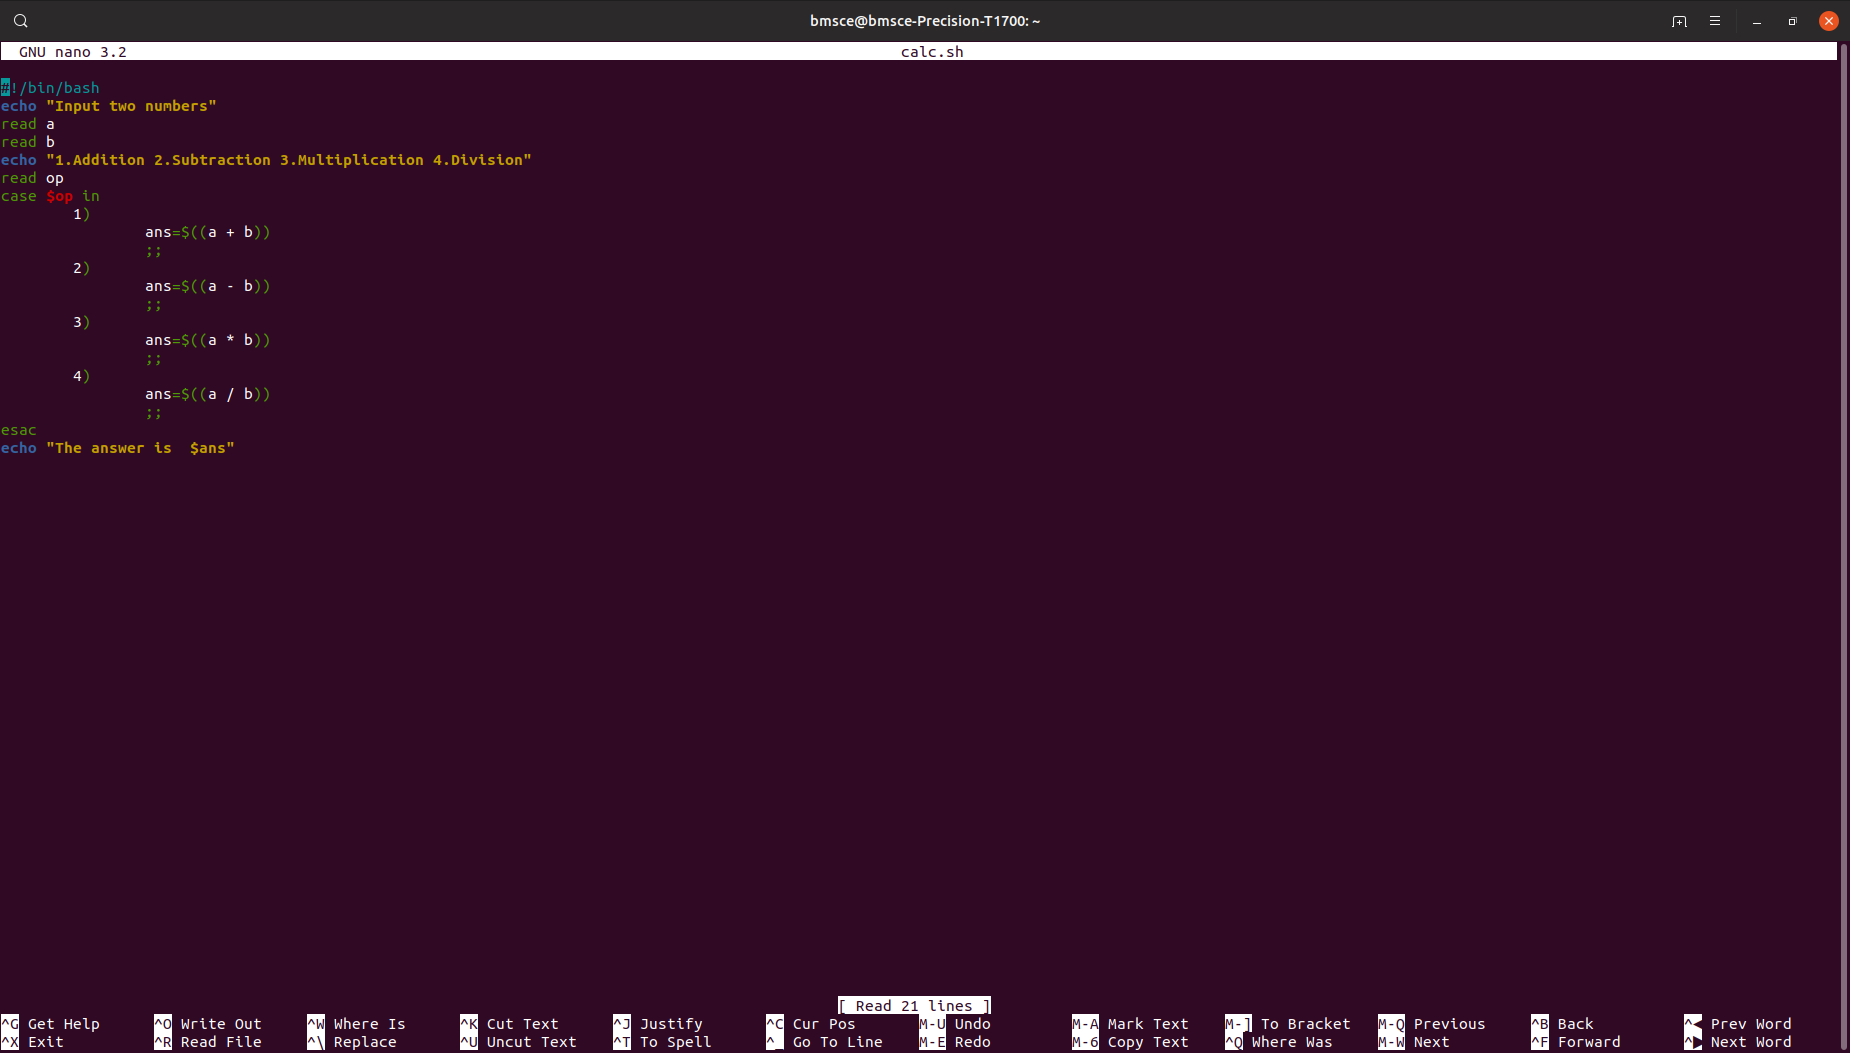 bmsce@bmsce-Precision-T1700: ~
GNU nano 3.2 calc.sh
#!/bin/bash
echo "Input two numbers"
read a
read b
echo "1.Addition 2.Subtraction 3.Multiplication 4.Division"
read op
case $op in
        1)
                ans=$((a + b))
                ;;
        2)
                ans=$((a - b))
                ;;
        3)
                ans=$((a * b))
                ;;
        4)
                ans=$((a / b))
                ;;
esac
echo "The answer is  $ans"
[ Read 21 lines ]
^G Get Help ^O Write Out ^W Where Is ^K Cut Text ^J Justify ^C Cur Pos M-U Undo M-A Mark Text M-] To Bracket M-Q Previous ^B Back ^◀ Prev Word
^X Exit ^R Read File ^\ Replace ^U Uncut Text ^T To Spell ^_ Go To Line M-E Redo M-6 Copy Text ^Q Where Was M-W Next ^F Forward ^▶ Next Word